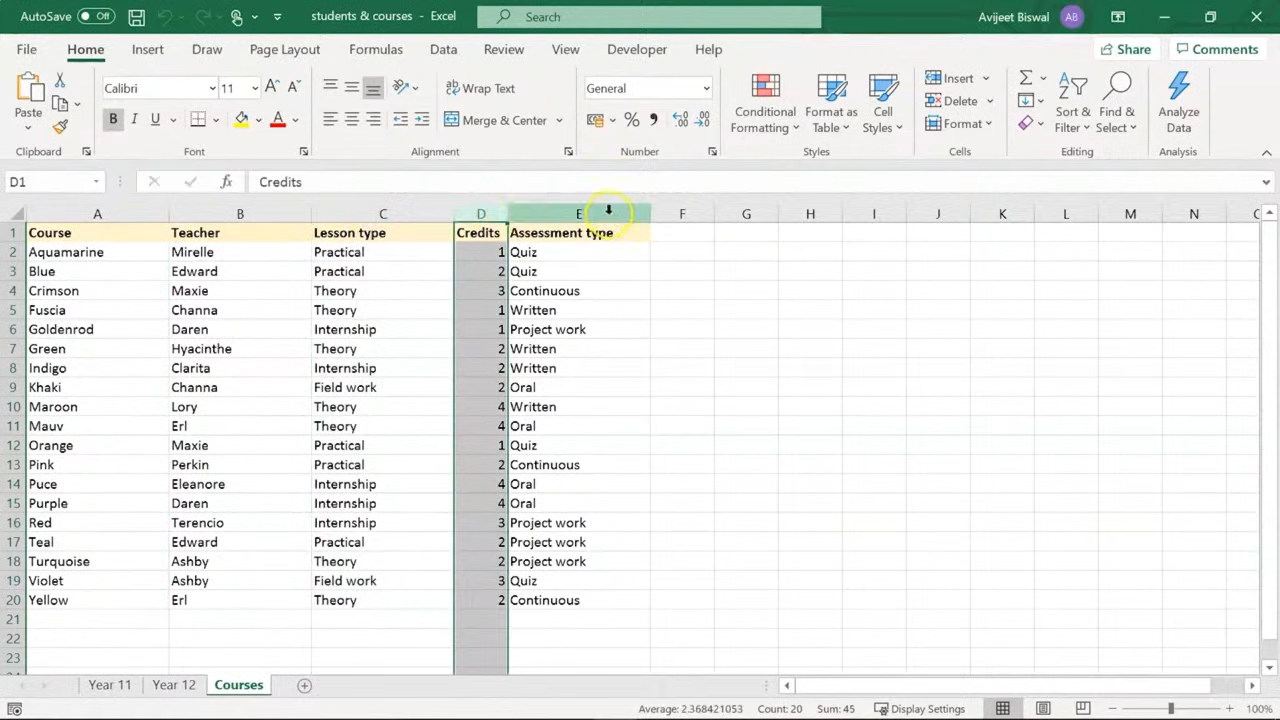 AutoSave Off students & courses - Excel Search Avijeet Biswal AB
File Home Insert Draw Page Layout Formulas Data Review View Developer Help Share Comments
Paste Calibri 11 A A Wrap Text General Conditional Formatting Format as Table Cell Styles Insert Sort & Filter Find & Select Analyze Data
Delete
B I U A Merge & Center % Format
Clipboard Font Alignment Number Styles Cells Editing Analysis
D1 fx Credits
A B C D E F G H I J K L M N
1 Course Teacher Lesson type Credits Assessment type
2 Aquamarine Mirelle Practical 1 Quiz
3 Blue Edward Practical 2 Quiz
4 Crimson Maxie Theory 3 Continuous
5 Fuscia Channa Theory 1 Written
6 Goldenrod Daren Internship 1 Project work
7 Green Hyacinthe Theory 2 Written
8 Indigo Clarita Internship 2 Written
9 Khaki Channa Field work 2 Oral
10 Maroon Lory Theory 4 Written
11 Mauv Erl Theory 4 Oral
12 Orange Maxie Practical 1 Quiz
13 Pink Perkin Practical 2 Continuous
14 Puce Eleanore Internship 4 Oral
15 Purple Daren Internship 4 Oral
16 Red Terencio Internship 3 Project work
17 Teal Edward Practical 2 Project work
18 Turquoise Ashby Theory 2 Project work
19 Violet Ashby Field work 3 Quiz
20 Yellow Erl Theory 2 Continuous
21
22
23
Year 11 Year 12 Courses
Average: 2.368421053 Count: 20 Sum: 45 Display Settings 100%